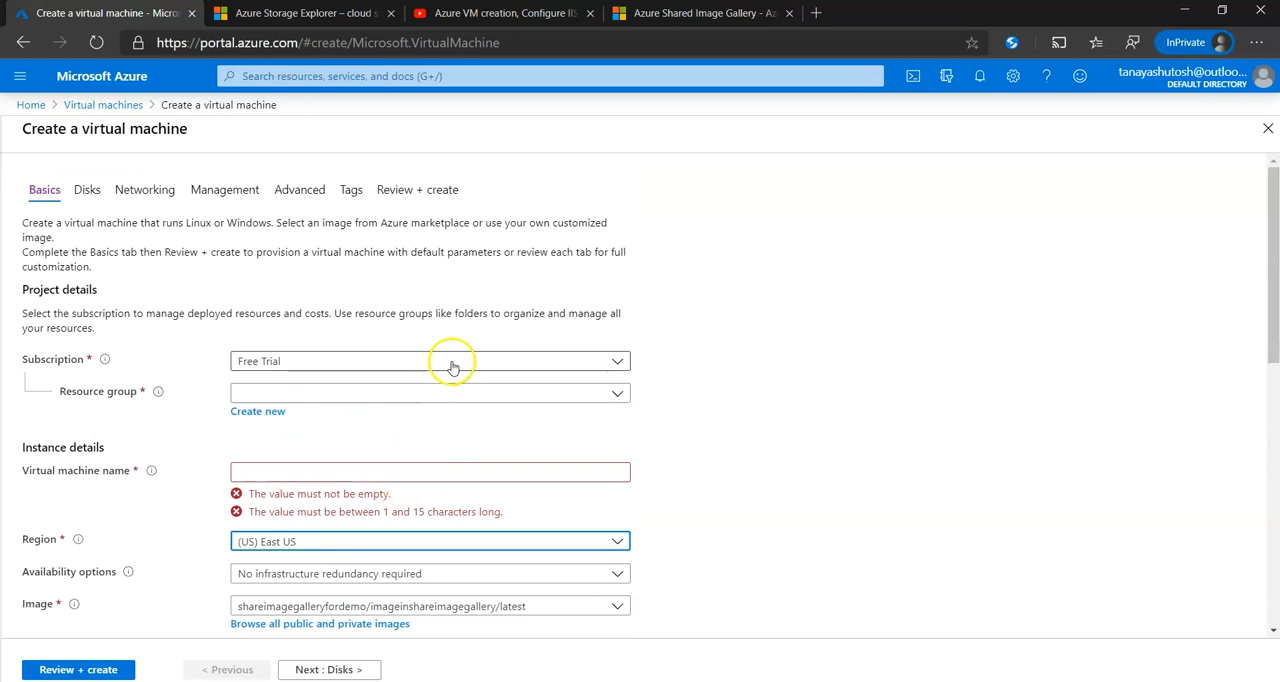 Create a virtual machine - Micros
Azure Storage Explorer – cloud s
Azure VM creation, Configure IIS
Azure Shared Image Gallery - Az
https://portal.azure.com/#create/Microsoft.VirtualMachine
InPrivate
Microsoft Azure
Search resources, services, and docs (G+/)
tanayashutosh@outloo...
DEFAULT DIRECTORY
Home > Virtual machines > Create a virtual machine
Create a virtual machine
Basics Disks Networking Management Advanced Tags Review + create
Create a virtual machine that runs Linux or Windows. Select an image from Azure marketplace or use your own customized
image.
Complete the Basics tab then Review + create to provision a virtual machine with default parameters or review each tab for full
customization.
Project details
Select the subscription to manage deployed resources and costs. Use resource groups like folders to organize and manage all
your resources.
Subscription * Free Trial
Resource group *
Create new
Instance details
Virtual machine name *
The value must not be empty.
The value must be between 1 and 15 characters long.
Region * (US) East US
Availability options No infrastructure redundancy required
Image * shareimagegalleryfordemo/imageinshareimagegallery/latest
Browse all public and private images
Review + create < Previous Next : Disks >